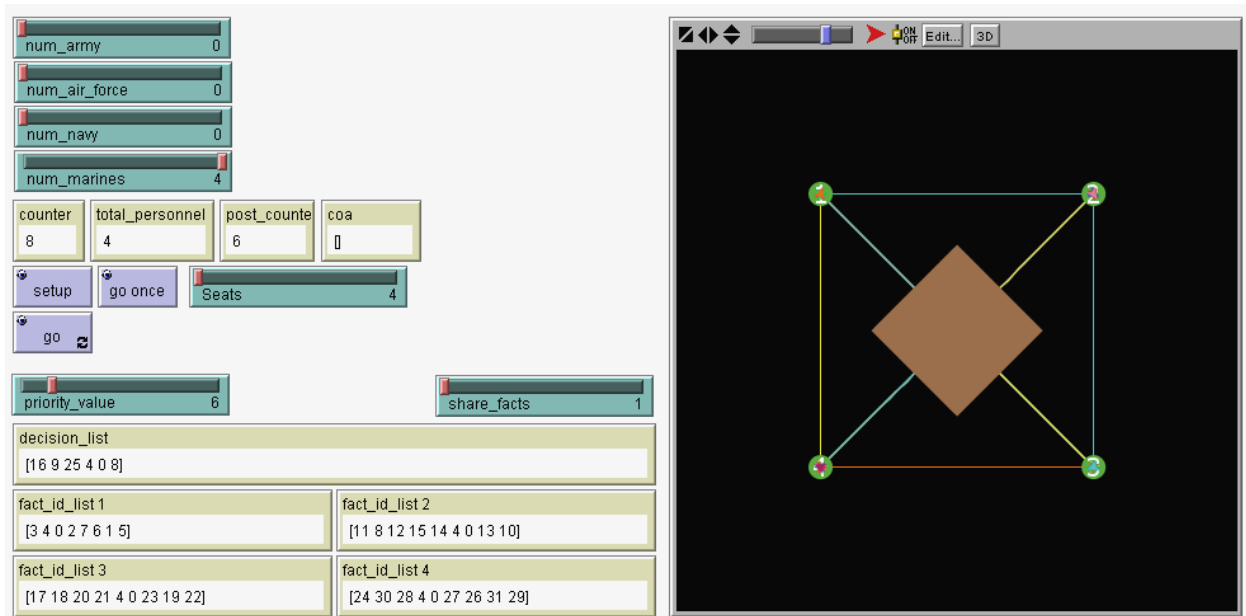 num_army 0
num_air_force 0
num_navy 0
num_marines 4
counter total_personnel post_counte coa
8 4 6 []
setup go once Seats 4
go
priority_value 6 share_facts 1
decision_list
[16 9 25 4 0 8]
fact_id_list 1 fact_id_list 2
[3 4 0 2 7 6 1 5] [11 8 12 15 14 4 0 13 10]
fact_id_list 3 fact_id_list 4
[17 18 20 21 4 0 23 19 22] [24 30 28 4 0 27 26 31 29]
ON
OFF Edit... 3D
1 2
4 3